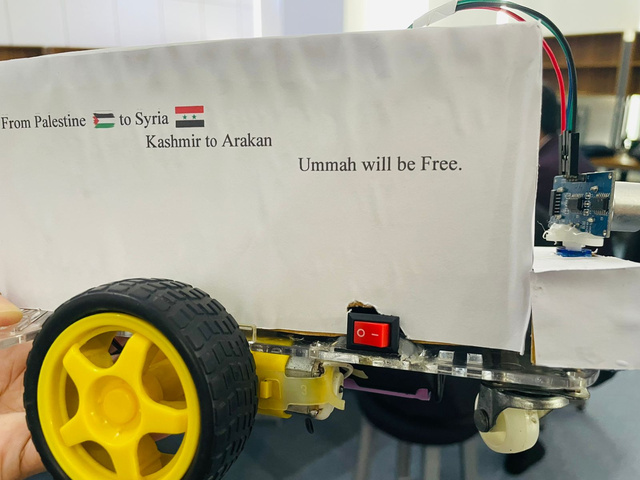 From Palestine 🇵🇸 to Syria 🇸🇾
Kashmir to Arakan
Ummah will be Free.